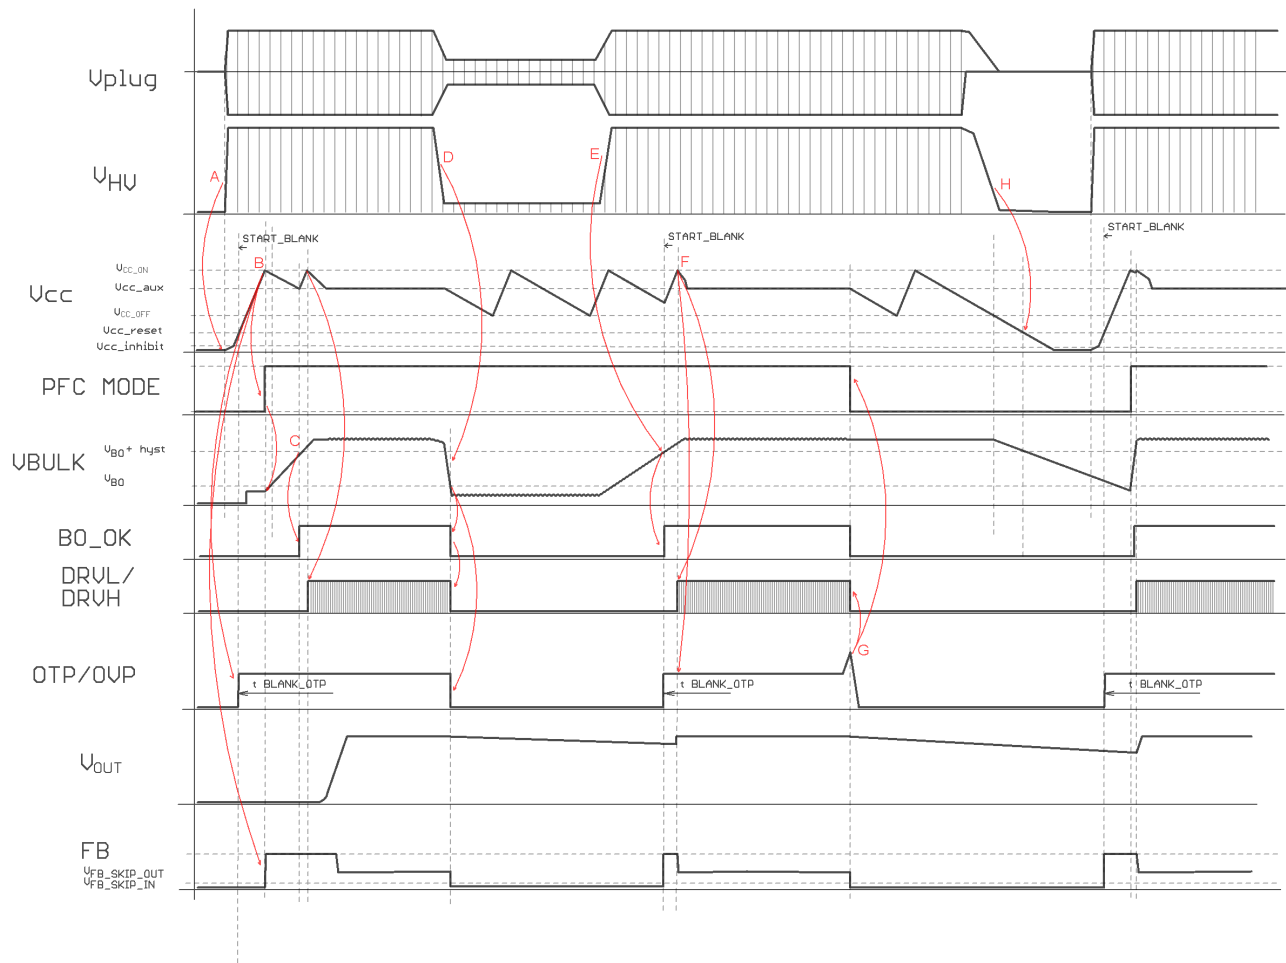 Vplug
VHV
A
D
E
H
START_BLANK
START_BLANK
START_BLANK
B
F
Vcc
VCC_ON
Vcc_aux
VCC_OFF
Vcc_reset
Vcc_inhibit
PFC MODE
C
VBULK
VBO+ hyst
VBO
BO_OK
DRVL/
DRVH
G
OTP/OVP
t BLANK_OTP
t BLANK_OTP
t BLANK_OTP
VOUT
FB
VFB_SKIP_OUT
VFB_SKIP_IN